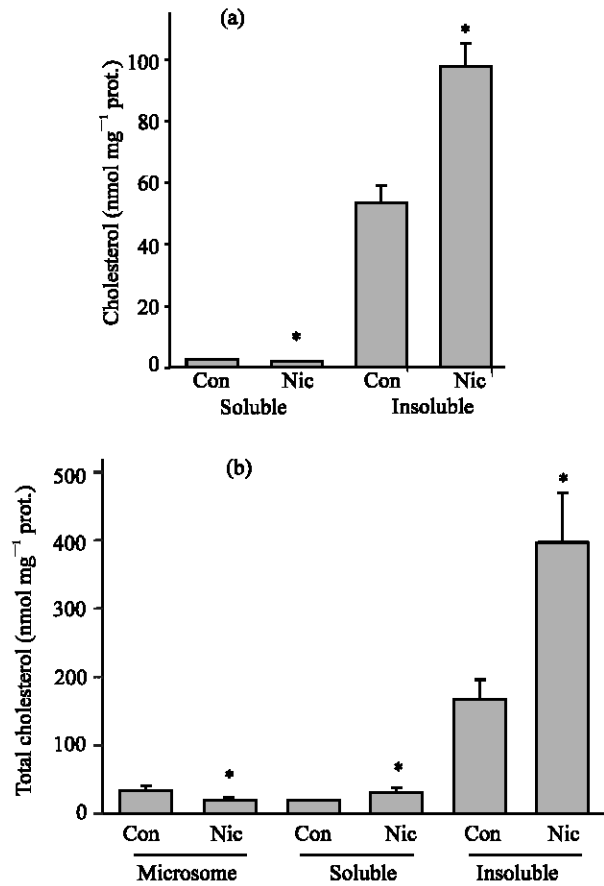 (a)
Cholesterol (nmol mg⁻¹ prot.)
100
80
60
40
20
0
*
*
Con Nic Con Nic
Soluble Insoluble
(b)
Total cholesterol (nmol mg⁻¹ prot.)
500
400
300
200
100
0
*
*
*
Con Nic Con Nic Con Nic
Microsome Soluble Insoluble